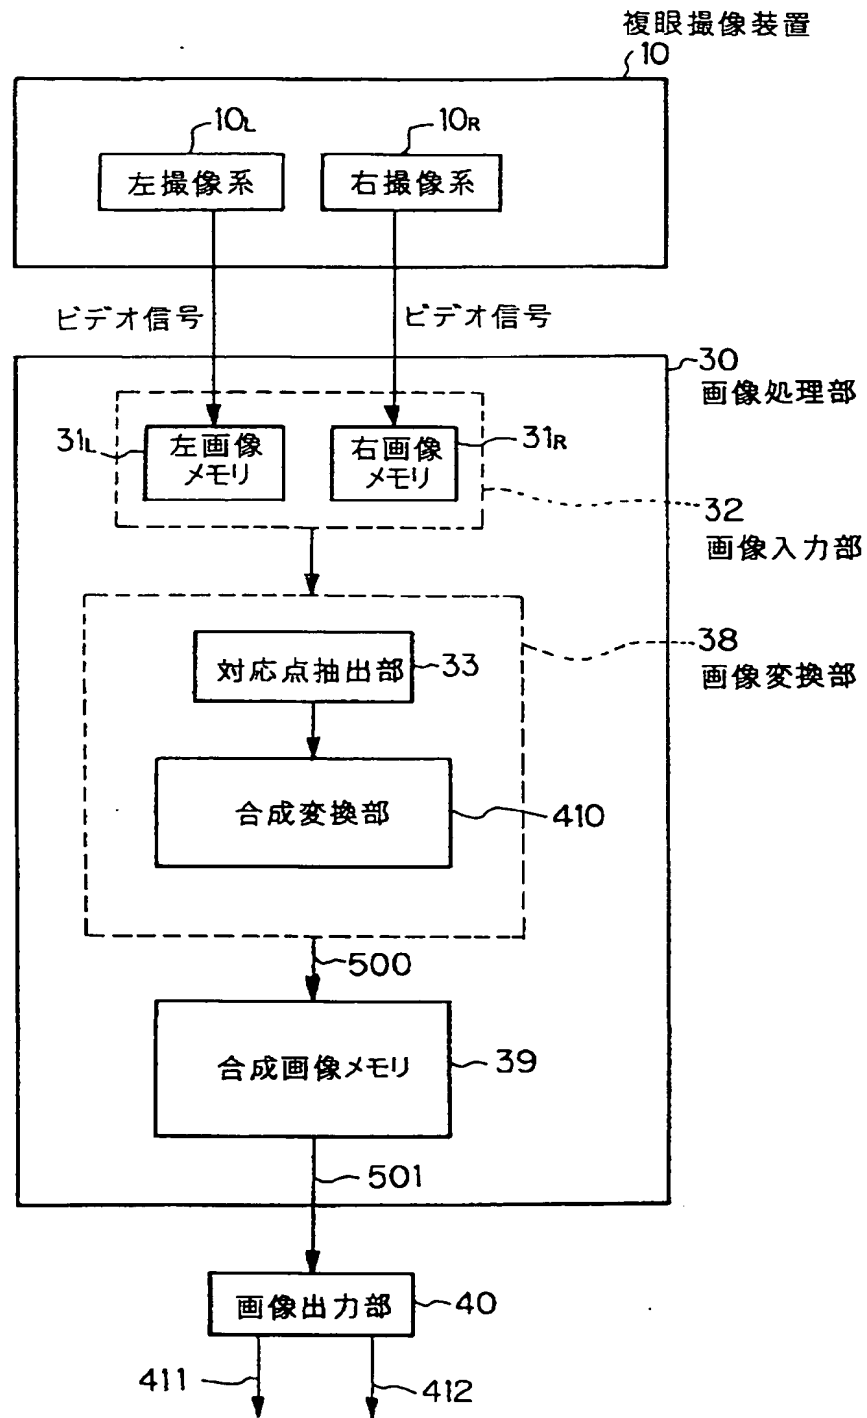 複眼撮像装置
10
10L
10R
左撮像系
右撮像系
ビデオ信号
ビデオ信号
30
画像処理部
31L
左画像
メモリ
右画像
メモリ
31R
32
画像入力部
対応点抽出部
33
38
画像変換部
合成変換部
410
500
合成画像メモリ
39
501
画像出力部
40
411
412